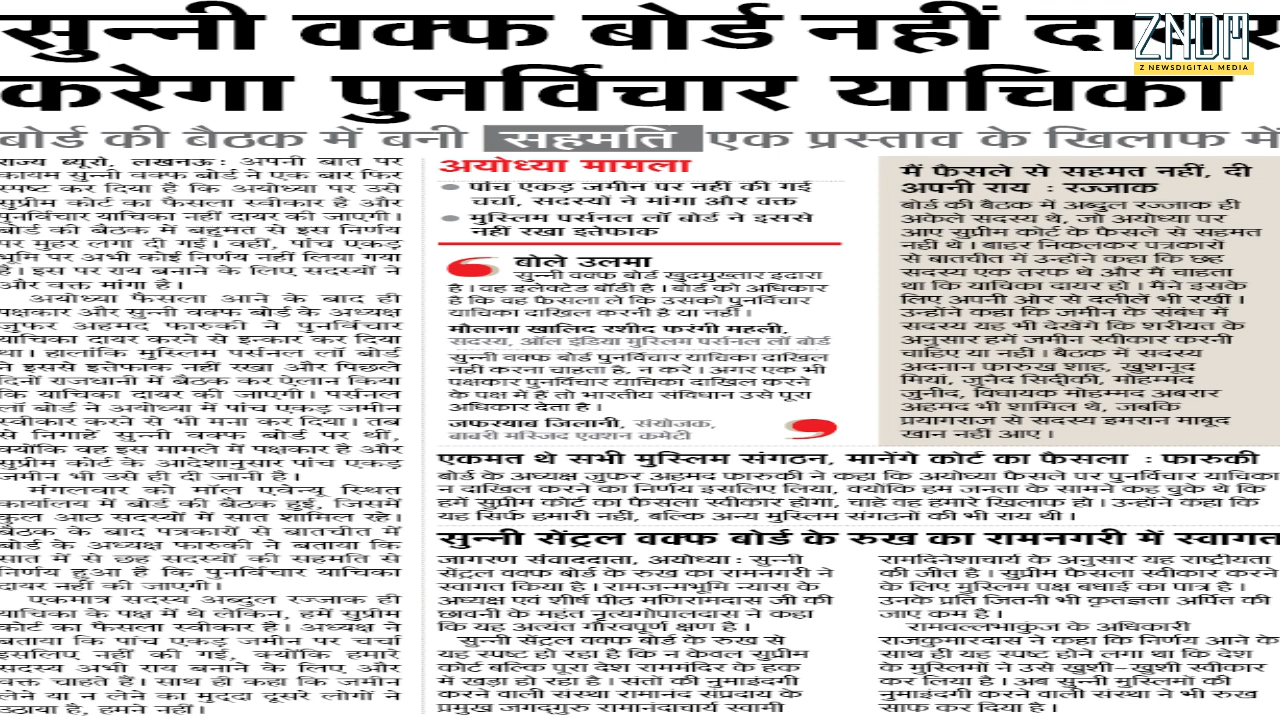 सुन्नी वक्फ बोर्ड नहीं
करेगा पुनर्विचार याचिका
ZNDM
Z NEWSDIGITAL MEDIA
बोर्ड की बैठक में बनी सहमति एक प्रस्ताव के खिलाफ में
राज्य ब्यूरो, लखनऊ : अपनी बात पर
कायम सुन्नी वक्फ बोर्ड ने एक बार फिर
स्पष्ट कर दिया है कि अयोध्या पर उसे
सुप्रीम कोर्ट का फैसला स्वीकार है और
पुनर्विचार याचिका नहीं दायर की जाएगी।
बोर्ड की बैठक में बहुमत से इस निर्णय
पर मुहर लगा दी गई। वहीं, पांच एकड़
भूमि पर अभी कोई निर्णय नहीं लिया गया
है। इस पर राय बनाने के लिए सदस्यों ने
और वक्त मांगा है।
अयोध्या फैसला आने के बाद ही
पक्षकार और सुन्नी वक्फ बोर्ड के अध्यक्ष
जुफर अहमद फारुकी ने पुनर्विचार
याचिका दायर करने से इन्कार कर दिया
था। हालांकि मुस्लिम पर्सनल लॉ बोर्ड
ने इससे इत्तेफाक नहीं रखा और पिछले
दिनों राजधानी में बैठक कर ऐलान किया
कि याचिका दायर की जाएगी। पर्सनल
लॉ बोर्ड ने अयोध्या में पांच एकड़ जमीन
स्वीकार करने से भी मना कर दिया। तब
से निगाहें सुन्नी वक्फ बोर्ड पर थीं,
क्योंकि वह इस मामले में पक्षकार है और
सुप्रीम कोर्ट के आदेशानुसार पांच एकड़
जमीन भी उसे ही दी जानी है।
मंगलवार को मॉल एवेन्यू स्थित
कार्यालय में बोर्ड की बैठक हुई, जिसमें
कुल आठ सदस्यों में सात शामिल रहे।
बैठक के बाद पत्रकारों से बातचीत में
बोर्ड के अध्यक्ष फारुकी ने बताया कि
सात में से छह सदस्यों की सहमति से
निर्णय हुआ है कि पुनर्विचार याचिका
दायर नहीं की जाएगी।
एकमात्र सदस्य अब्दुल रज्जाक ही
याचिका के पक्ष में थे लेकिन, हमें सुप्रीम
कोर्ट का फैसला स्वीकार है। अध्यक्ष ने
बताया कि पांच एकड़ जमीन पर चर्चा
इसलिए नहीं की गई, क्योंकि हमारे
सदस्य अभी राय बनाने के लिए और
वक्त चाहते हैं। साथ ही कहा कि जमीन
लेने या न लेने का मुद्दा दूसरे लोगों ने
उठाया है, हमने नहीं।
अयोध्या मामला
पांच एकड़ जमीन पर नहीं की गई
चर्चा, सदस्यों ने मांगा और वक्त
मुस्लिम पर्सनल लॉ बोर्ड ने इससे
नहीं रखा इत्तेफाक
बोले उलमा
सुन्नी वक्फ बोर्ड खुदमुख्तार इदारा
है। वह इलेक्टेड बॉडी है। बोर्ड को अधिकार
है कि वह फैसला ले कि उसको पुनर्विचार
याचिका दाखिल करनी है या नहीं।
मौलाना खालिद रशीद फरंगी महली,
सदस्य, ऑल इंडिया मुस्लिम पर्सनल लॉ बोर्ड
सुन्नी वक्फ बोर्ड पुनर्विचार याचिका दाखिल
नहीं करना चाहता है, न करे। अगर एक भी
पक्षकार पुनर्विचार याचिका दाखिल करने
के पक्ष में है तो भारतीय संविधान उसे पूरा
अधिकार देता है।
जफरयाब जिलानी, संयोजक,
बाबरी मस्जिद एक्शन कमेटी
मैं फैसले से सहमत नहीं, दी
अपनी राय : रज्जाक
बोर्ड की बैठक में अब्दुल रज्जाक ही
अकेले सदस्य थे, जो अयोध्या पर
आए सुप्रीम कोर्ट के फैसले से सहमत
नहीं थे। बाहर निकलकर पत्रकारों
से बातचीत में उन्होंने कहा कि छह
सदस्य एक तरफ थे और मैं चाहता
था कि याचिका दायर हो। मैंने इसके
लिए अपनी ओर से दलीलें भी रखीं।
उन्होंने कहा कि जमीन के संबंध में
सदस्य यह भी देखेंगे कि शरीयत के
अनुसार हमें जमीन स्वीकार करनी
चाहिए या नहीं। बैठक में सदस्य
अदनान फारुख शाह, खुशनूद
मियां, जुनैद सिद्दीकी, मोहम्मद
जुनीद, विधायक मोहम्मद अबरार
अहमद भी शामिल थे, जबकि
प्रयागराज से सदस्य इमरान माबूद
खान नहीं आए।
एकमत थे सभी मुस्लिम संगठन, मानेंगे कोर्ट का फैसला : फारुकी
बोर्ड के अध्यक्ष जुफर अहमद फारुकी ने कहा कि अयोध्या फैसले पर पुनर्विचार याचिका
न दाखिल करने का निर्णय इसलिए लिया, क्योंकि हम जनता के सामने कह चुके थे कि
हमें सुप्रीम कोर्ट का फैसला स्वीकार होगा, चाहे वह हमारे खिलाफ हो। उन्होंने कहा कि
यह सिर्फ हमारी नहीं, बल्कि अन्य मुस्लिम संगठनों की भी राय थी।
सुन्नी सेंट्रल वक्फ बोर्ड के रुख का रामनगरी में स्वागत
जागरण संवाददाता, अयोध्या : सुन्नी
सेंट्रल वक्फ बोर्ड के रुख का रामनगरी ने
स्वागत किया है। रामजन्मभूमि न्यास के
अध्यक्ष एवं शीर्ष पीठ मणिरामदास जी की
छावनी के महंत नृत्यगोपालदास ने कहा
कि यह अत्यंत गौरवपूर्ण क्षण है।
सुन्नी सेंट्रल वक्फ बोर्ड के रुख से
यह स्पष्ट हो रहा है कि न केवल सुप्रीम
कोर्ट बल्कि पूरा देश राममंदिर के हक
में खड़ा हो रहा है। संतों की नुमाइंदगी
करने वाली संस्था रामानंद संप्रदाय के
प्रमुख जगद्गुरु रामानंदाचार्य स्वामी
रामदिनेशाचार्य के अनुसार यह राष्ट्रीयता
की जीत है। सुप्रीम फैसला स्वीकार करने
के लिए मुस्लिम पक्ष बधाई का पात्र है।
उनके प्रति जितनी भी कृतज्ञता अर्पित की
जाए कम है।
रामवल्लभाकुंज के अधिकारी
राजकुमारदास ने कहा कि निर्णय आने के
साथ ही यह स्पष्ट होने लगा था कि देश
के मुस्लिमों ने उसे खुशी-खुशी स्वीकार
कर लिया है। अब सुन्नी मुस्लिमों की
नुमाइंदगी करने वाली संस्था ने भी रुख
साफ कर दिया है।